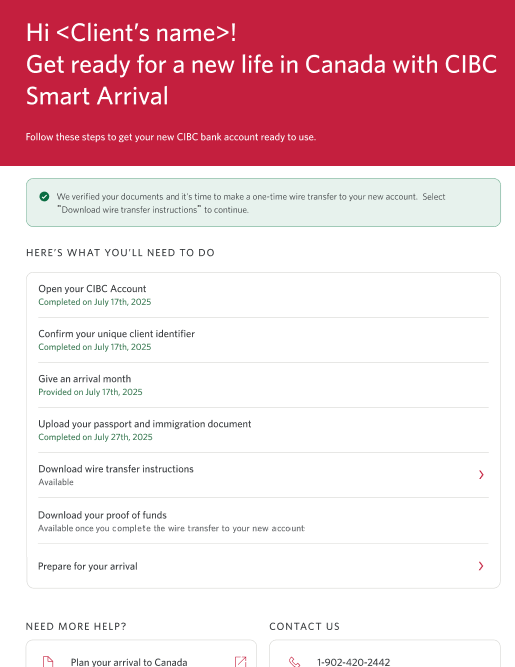 Hi <Client's name>!
Get ready for a new life in Canada with CIBC
Smart Arrival
Follow these steps to get your new CIBC bank account ready to use.
We verified your documents and it's time to make a one-time wire transfer to your new account. Select
"Download wire transfer instructions" to continue.
HERE'S WHAT YOU'LL NEED TO DO
Open your CIBC Account
Completed on July 17th, 2025
Confirm your unique client identifier
Completed on July 17th, 2025
Give an arrival month
Provided on July 17th, 2025
Upload your passport and immigration document
Completed on July 27th, 2025
Download wire transfer instructions
Available
Download your proof of funds
Available once you complete the wire transfer to your new account
Prepare for your arrival
NEED MORE HELP?
CONTACT US
Plan your arrival to Canada
1-902-420-2442